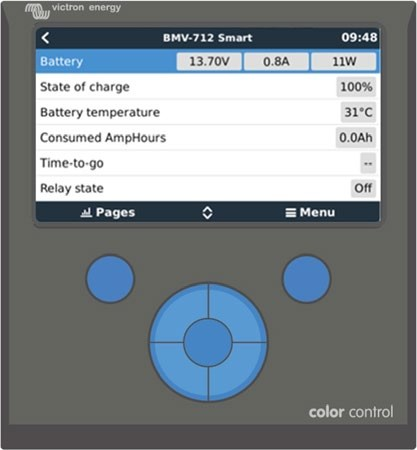 victron energy
BMV-712 Smart 09:48
Battery 13.70V 0.8A 11W
State of charge 100%
Battery temperature 31°C
Consumed AmpHours 0.0Ah
Time-to-go --
Relay state Off
Pages Menu
color control